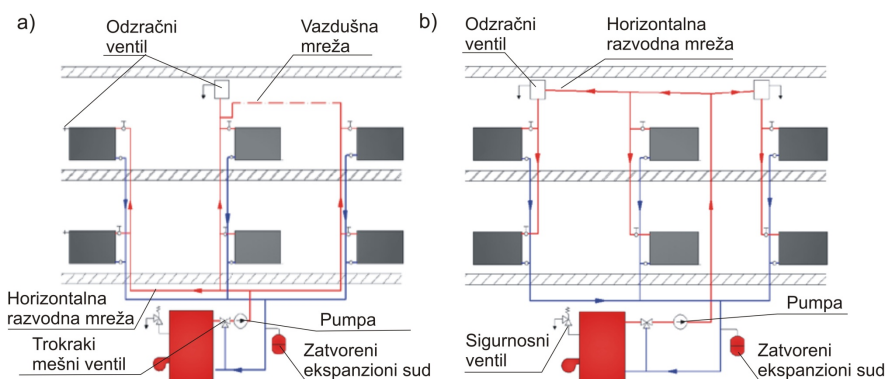 a)
Odzračni
ventil
Vazdušna
mreža
Horizontalna
razvodna mreža
Trokraki
mešni ventil
Pumpa
Zatvoreni
ekspanzioni sud
b)
Odzračni
ventil
Horizontalna
razvodna mreža
Sigurnosni
ventil
Pumpa
Zatvoreni
ekspanzioni sud